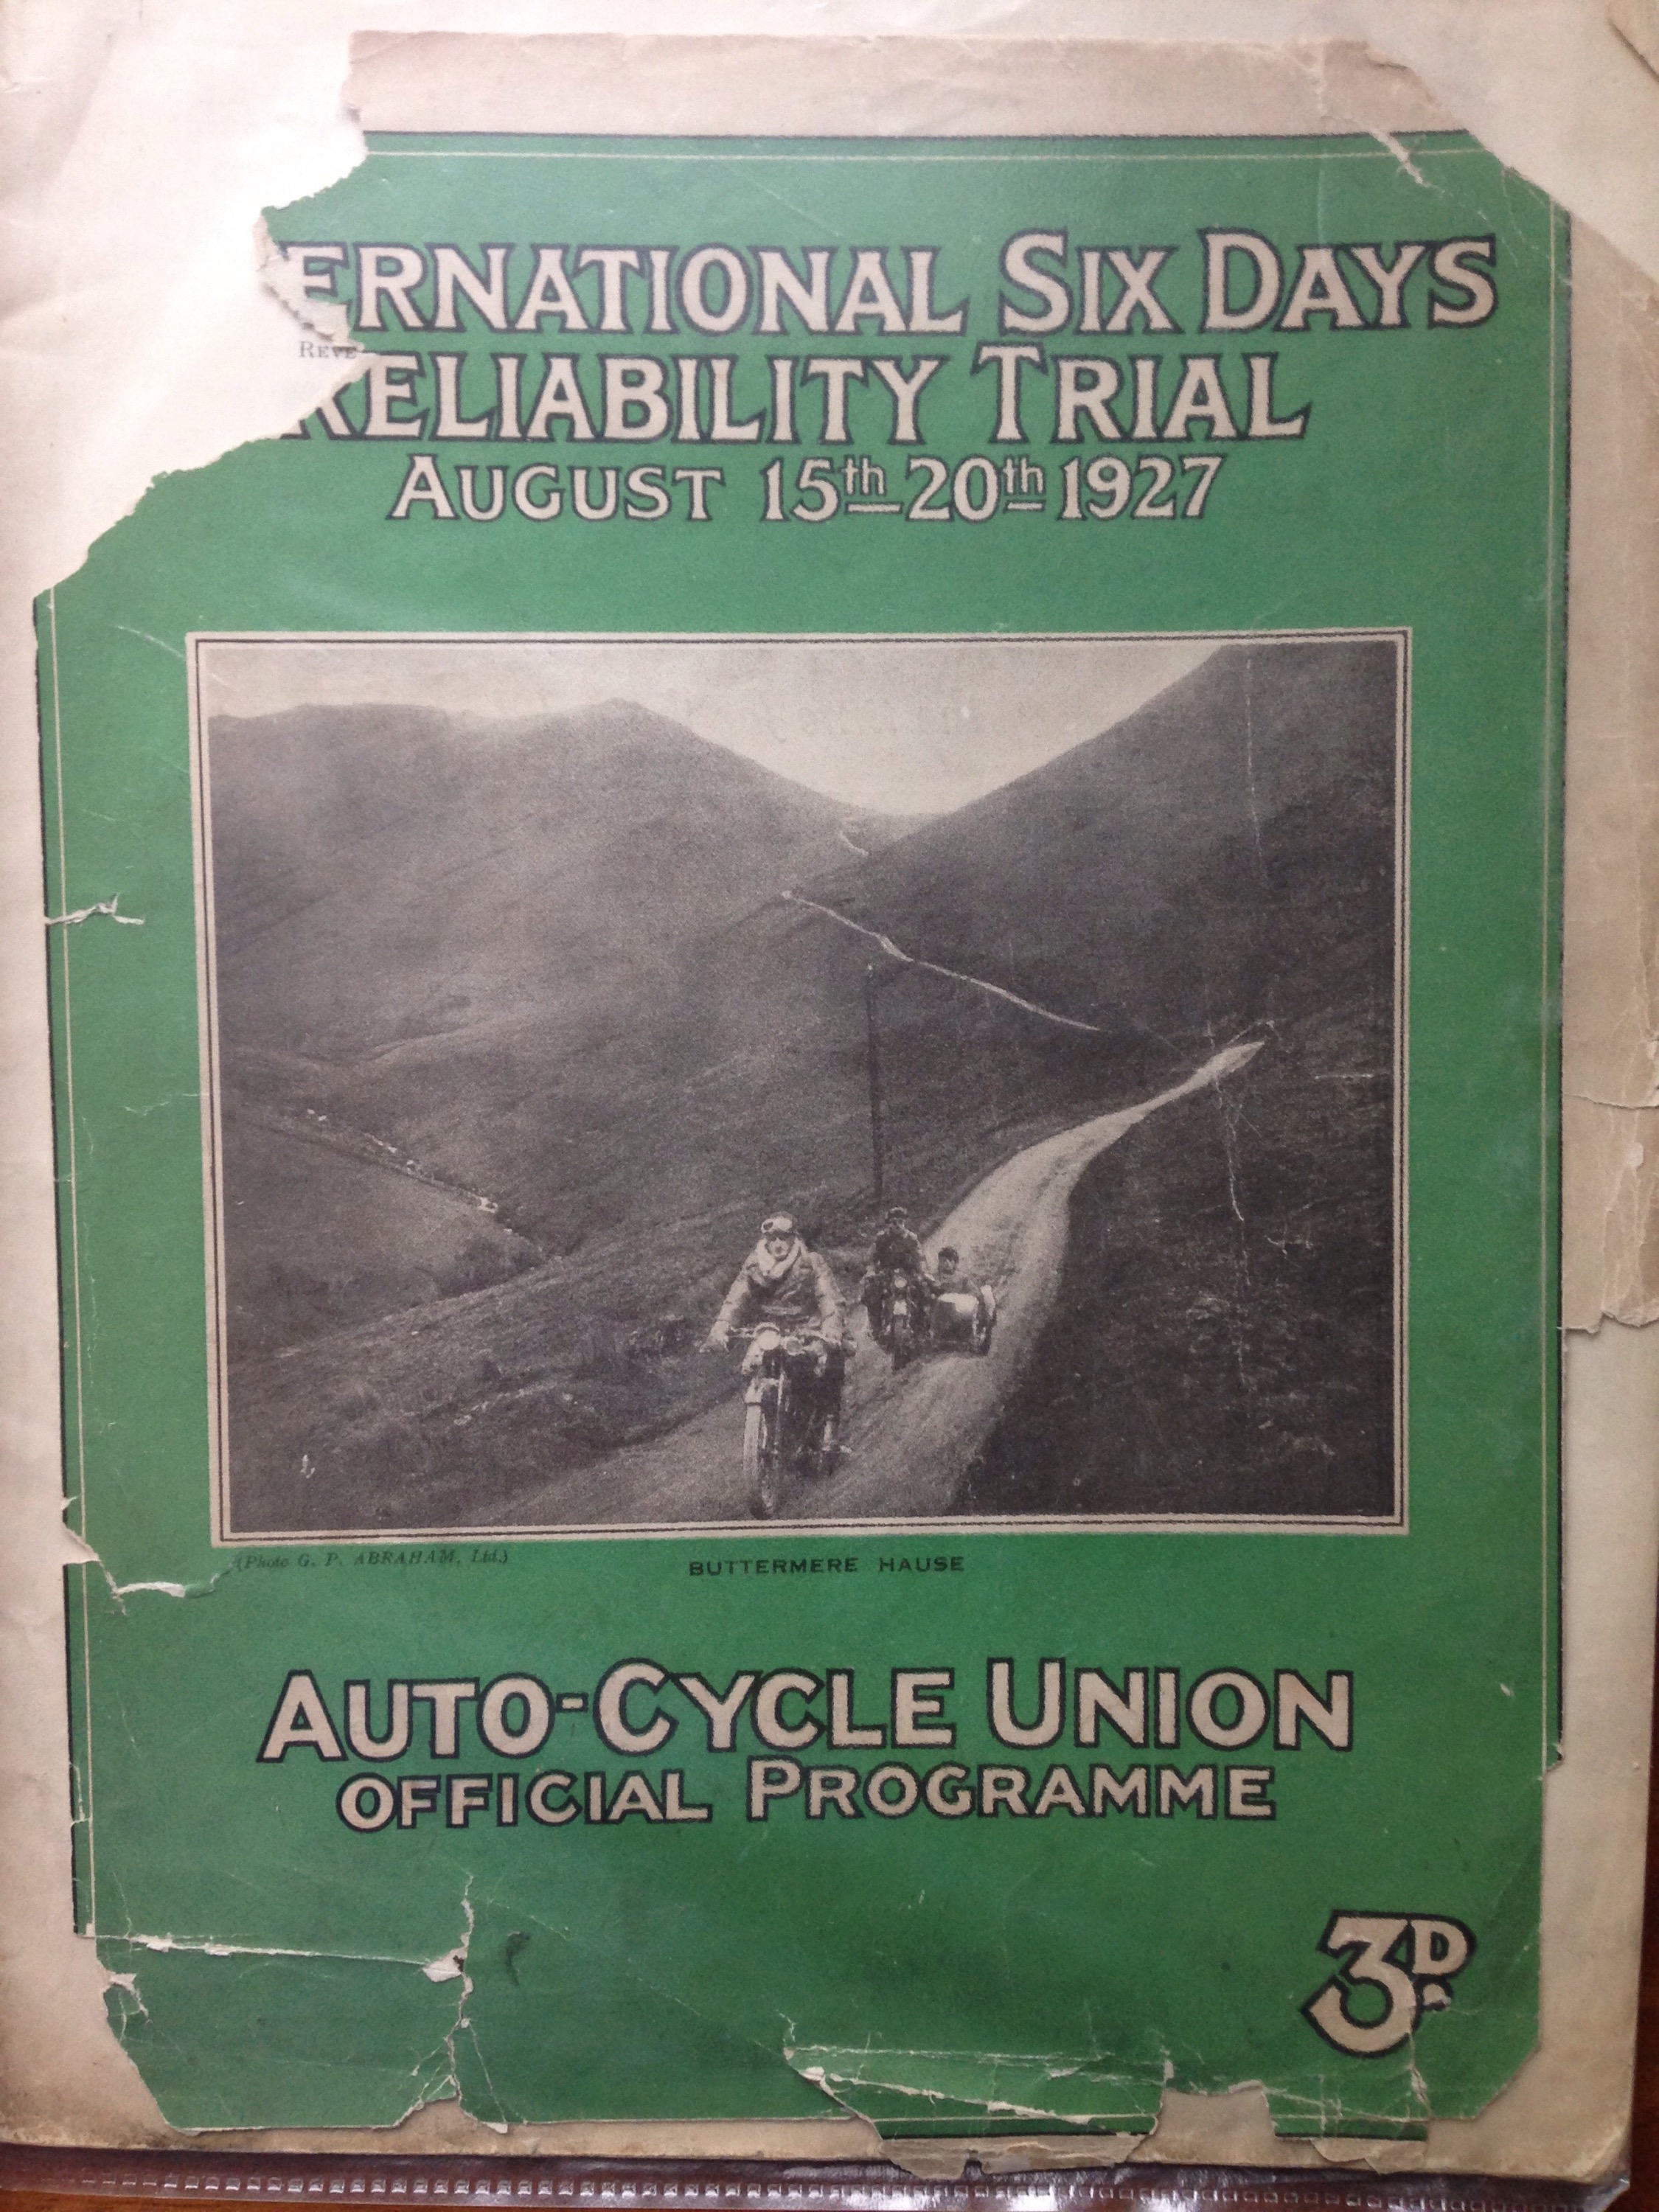 ERNATIONAL SIX DAYS
REVE
RELIABILITY TRIAL
AUGUST 15th-20th 1927
(Photo G. P. ABRAHAM, Ltd.)
BUTTERMERE HAUSE
AUTO-CYCLE UNION
OFFICIAL PROGRAMME
3D.